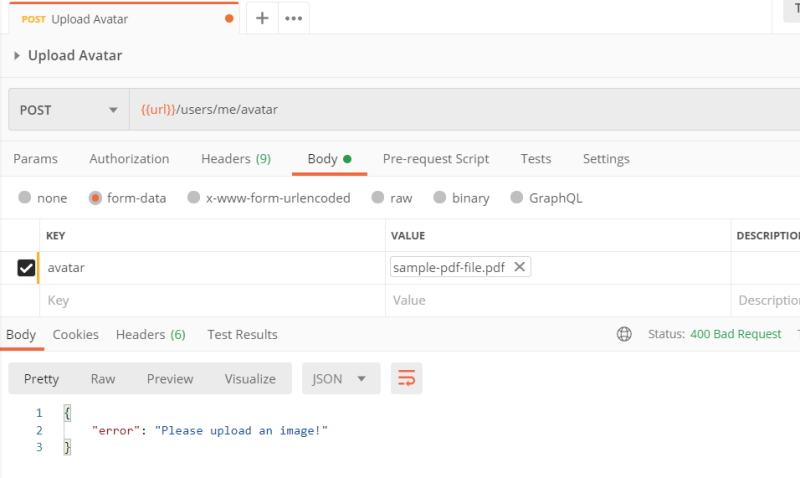 POST Upload Avatar
Upload Avatar
POST {{url}}/users/me/avatar
Params Authorization Headers (9) Body Pre-request Script Tests Settings
none form-data x-www-form-urlencoded raw binary GraphQL
KEY VALUE DESCRIPTION
avatar sample-pdf-file.pdf
Key Value Description
Body Cookies Headers (6) Test Results Status: 400 Bad Request T
Pretty Raw Preview Visualize JSON
1 {
2 "error": "Please upload an image!"
3 }